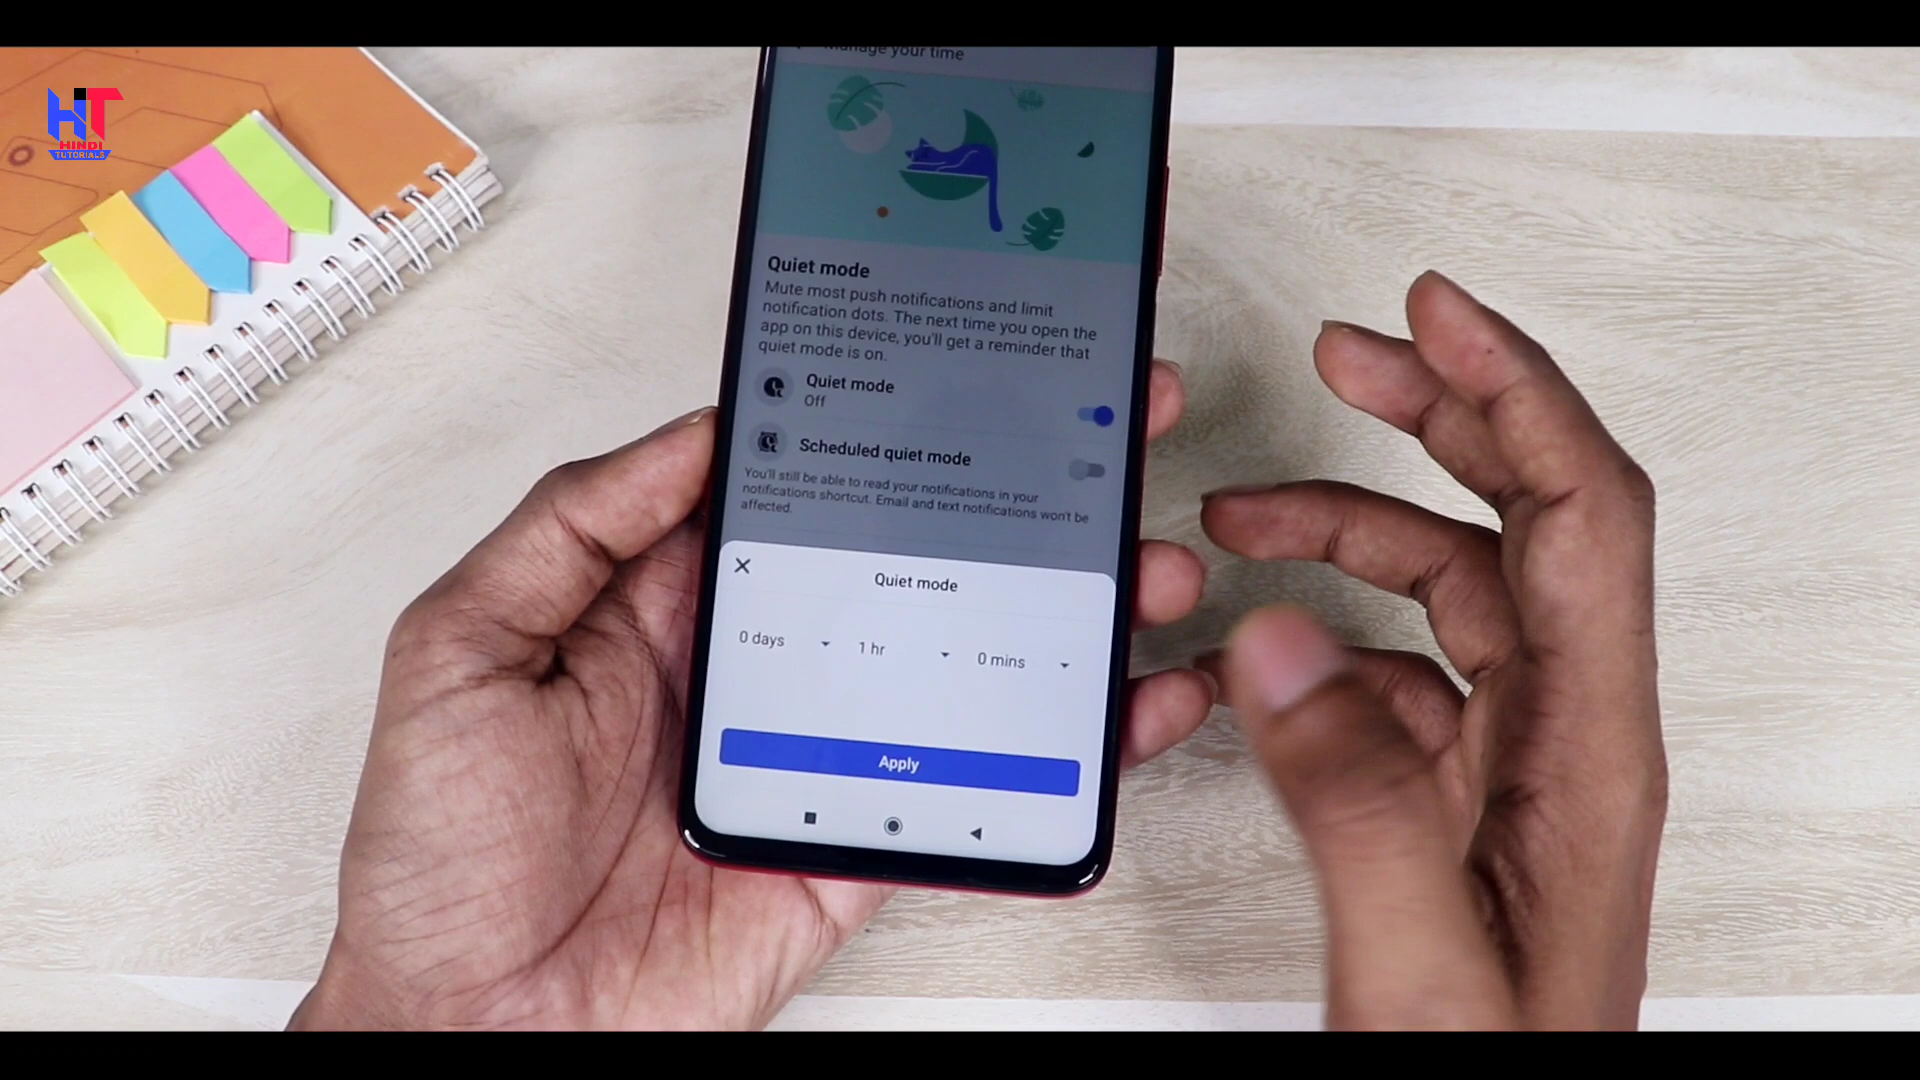 HT
HINDI
TUTORIALS
Manage your time
Quiet mode
Mute most push notifications and limit
notification dots. The next time you open the
app on this device, you'll get a reminder that
quiet mode is on.
Quiet mode
Off
Scheduled quiet mode
You'll still be able to read your notifications in your
notifications shortcut. Email and text notifications won't be
affected.
Quiet mode
0 days
1 hr
0 mins
Apply